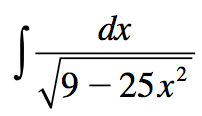 ∫ dx / √(9 − 25x²)